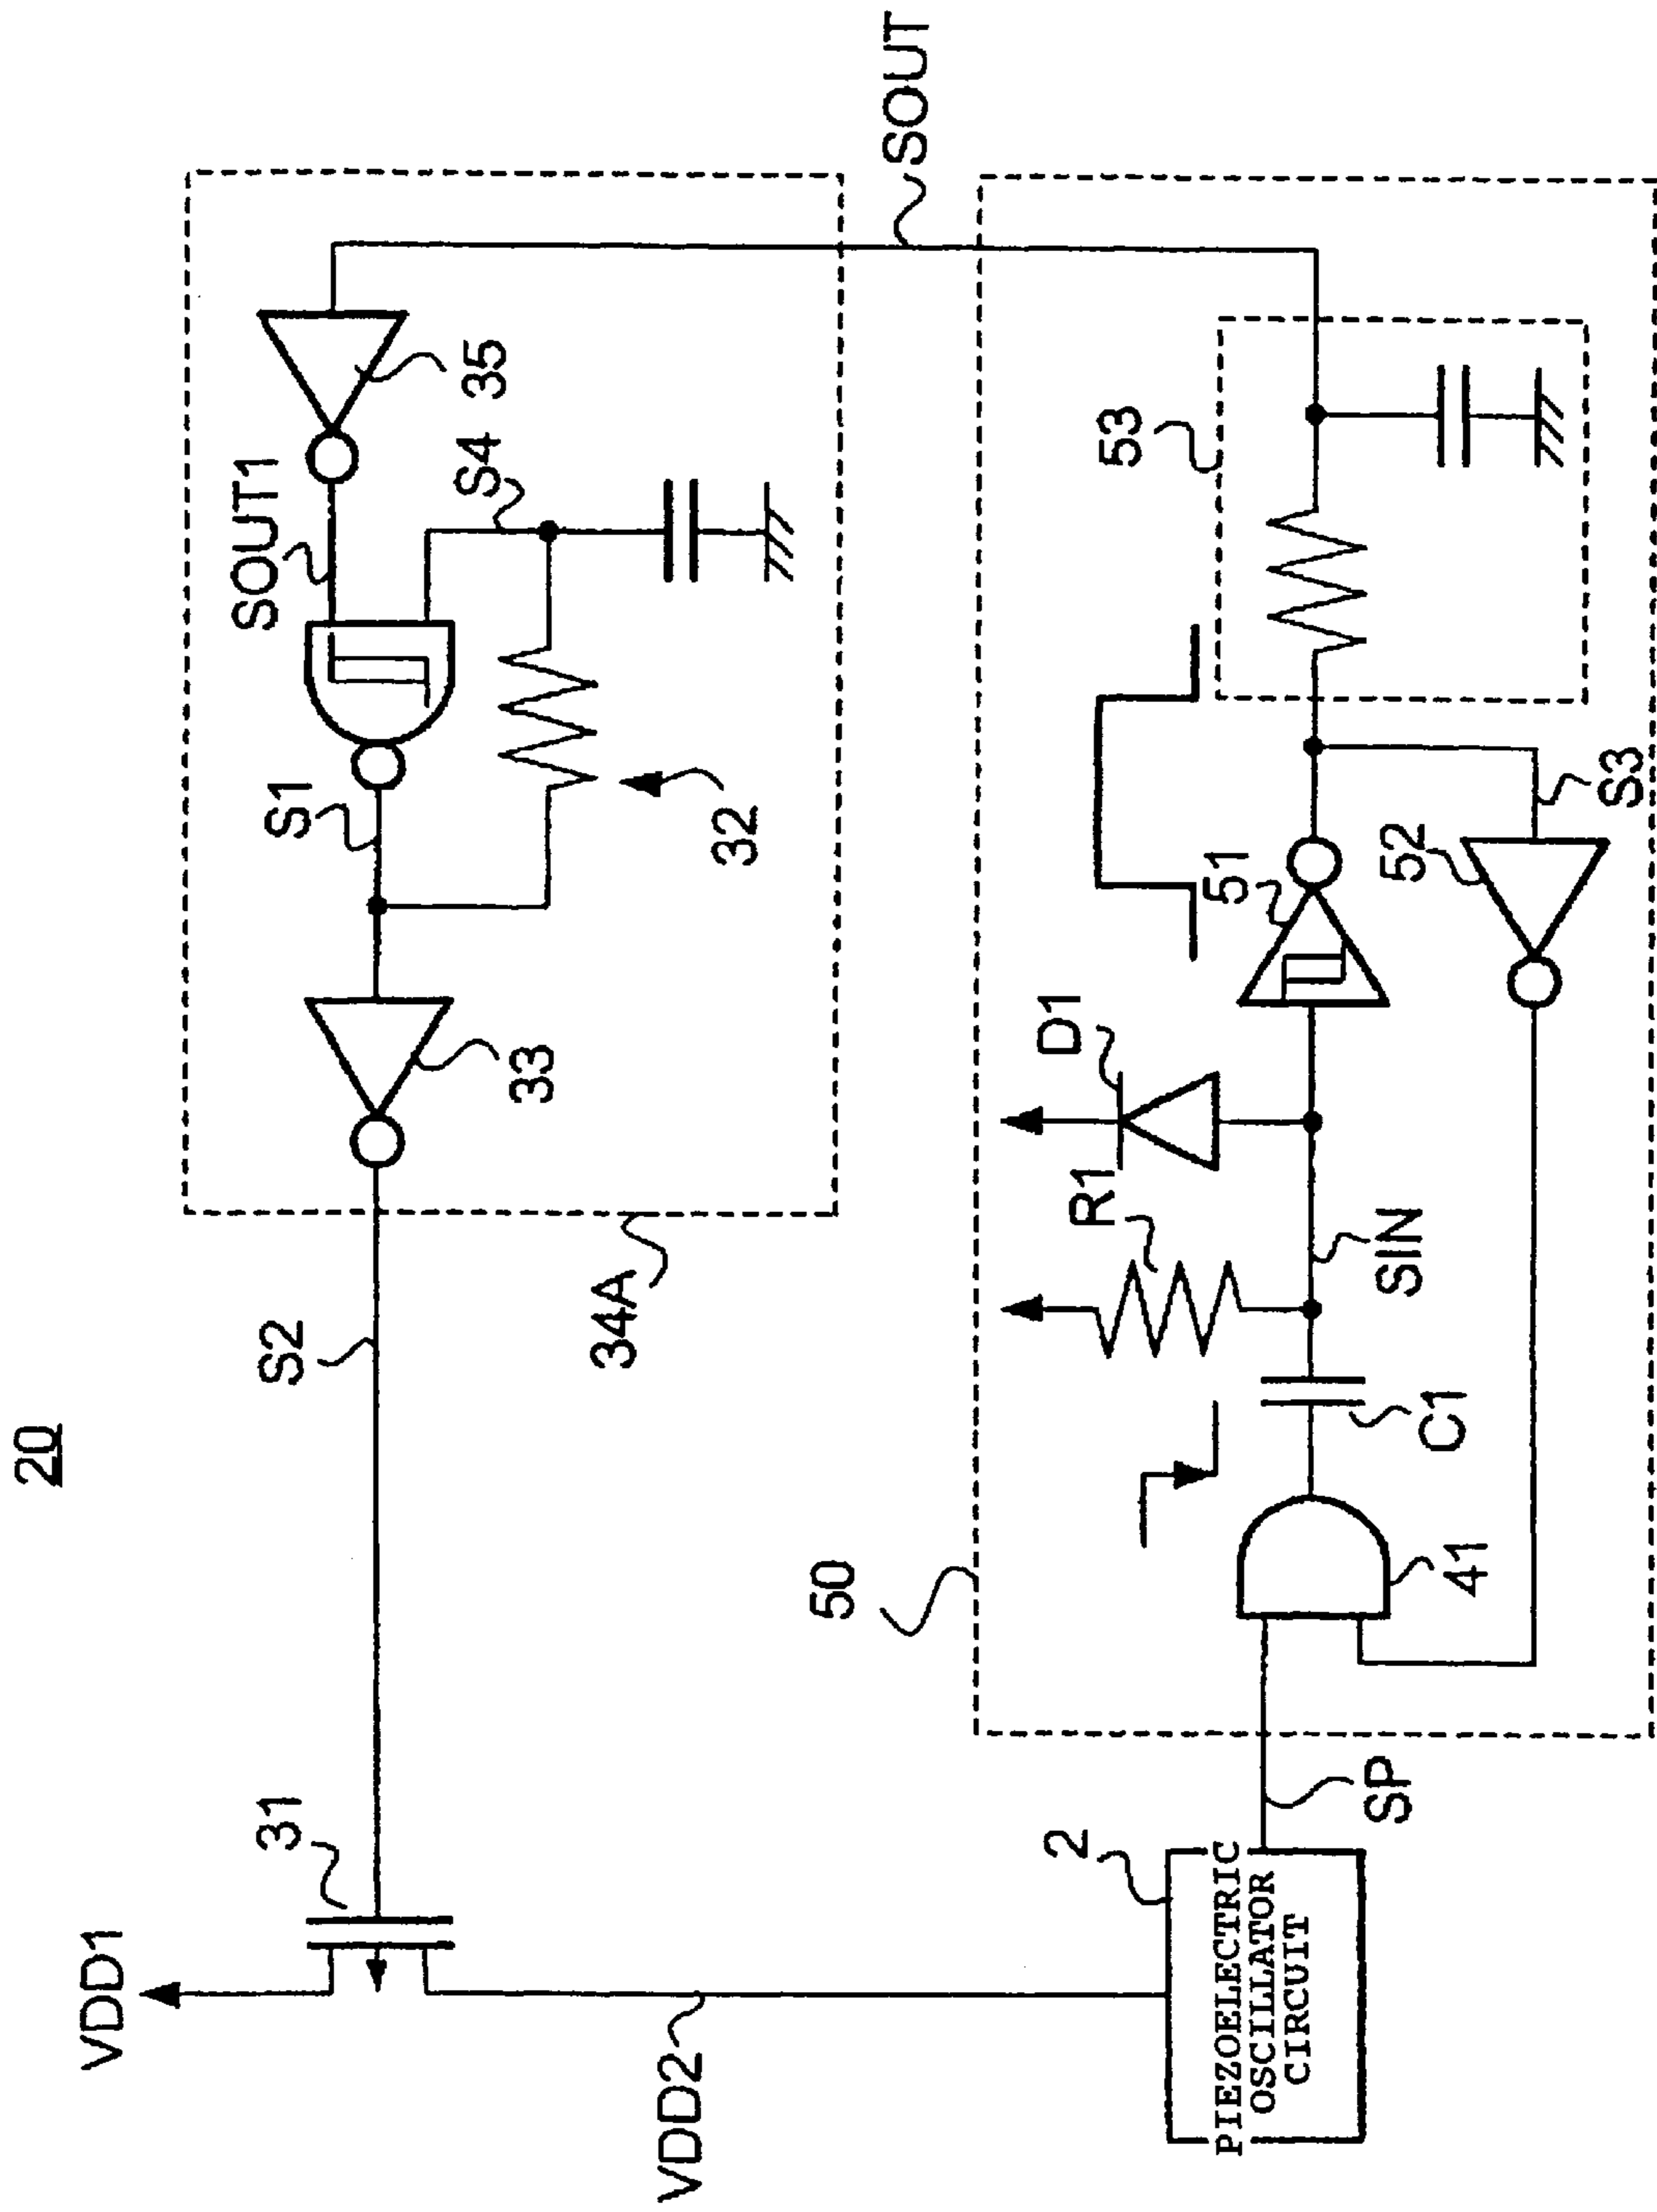 20
VDD1
31
S2
34A
33
S1
32
SOUT1
S4
35
SOUT
VDD2
2
PIEZOELECTRIC
OSCILLATOR
CIRCUIT
SP
50
41
C1
R1
SIN
D1
51
52
S3
53